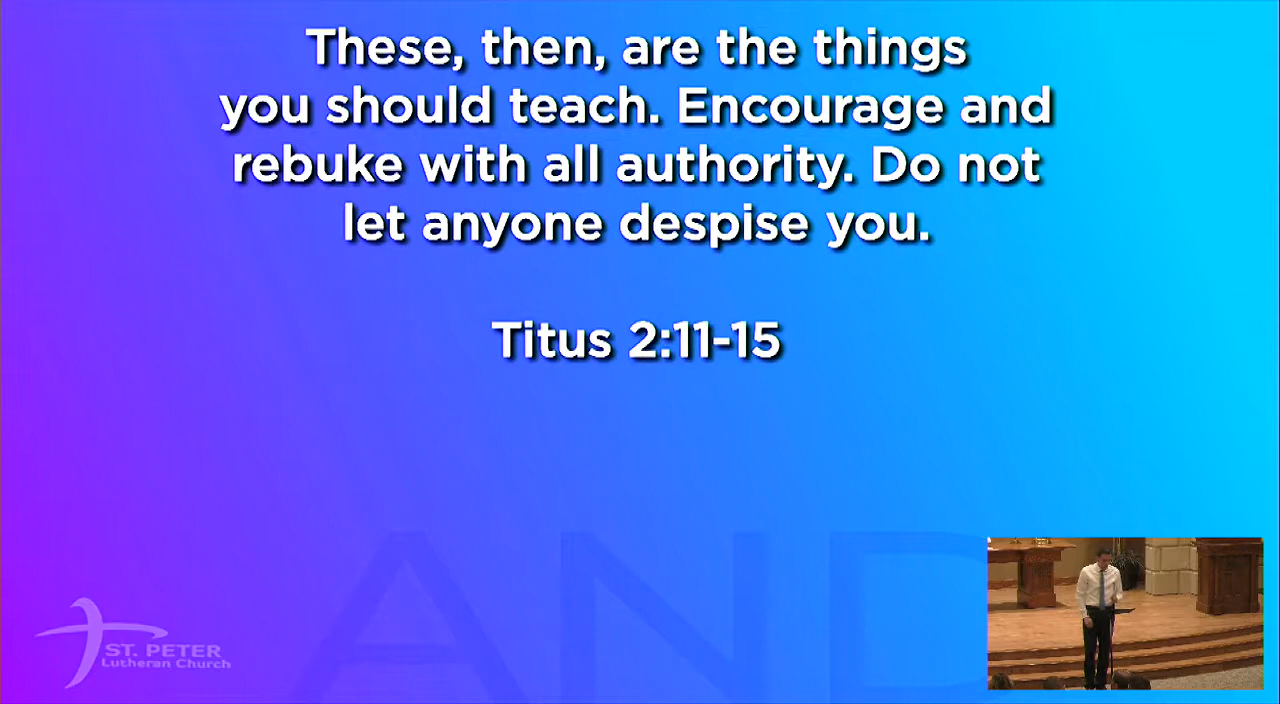 These, then, are the things
you should teach. Encourage and
rebuke with all authority. Do not
let anyone despise you.
Titus 2:11-15
AND
ST. PETER
Lutheran Church